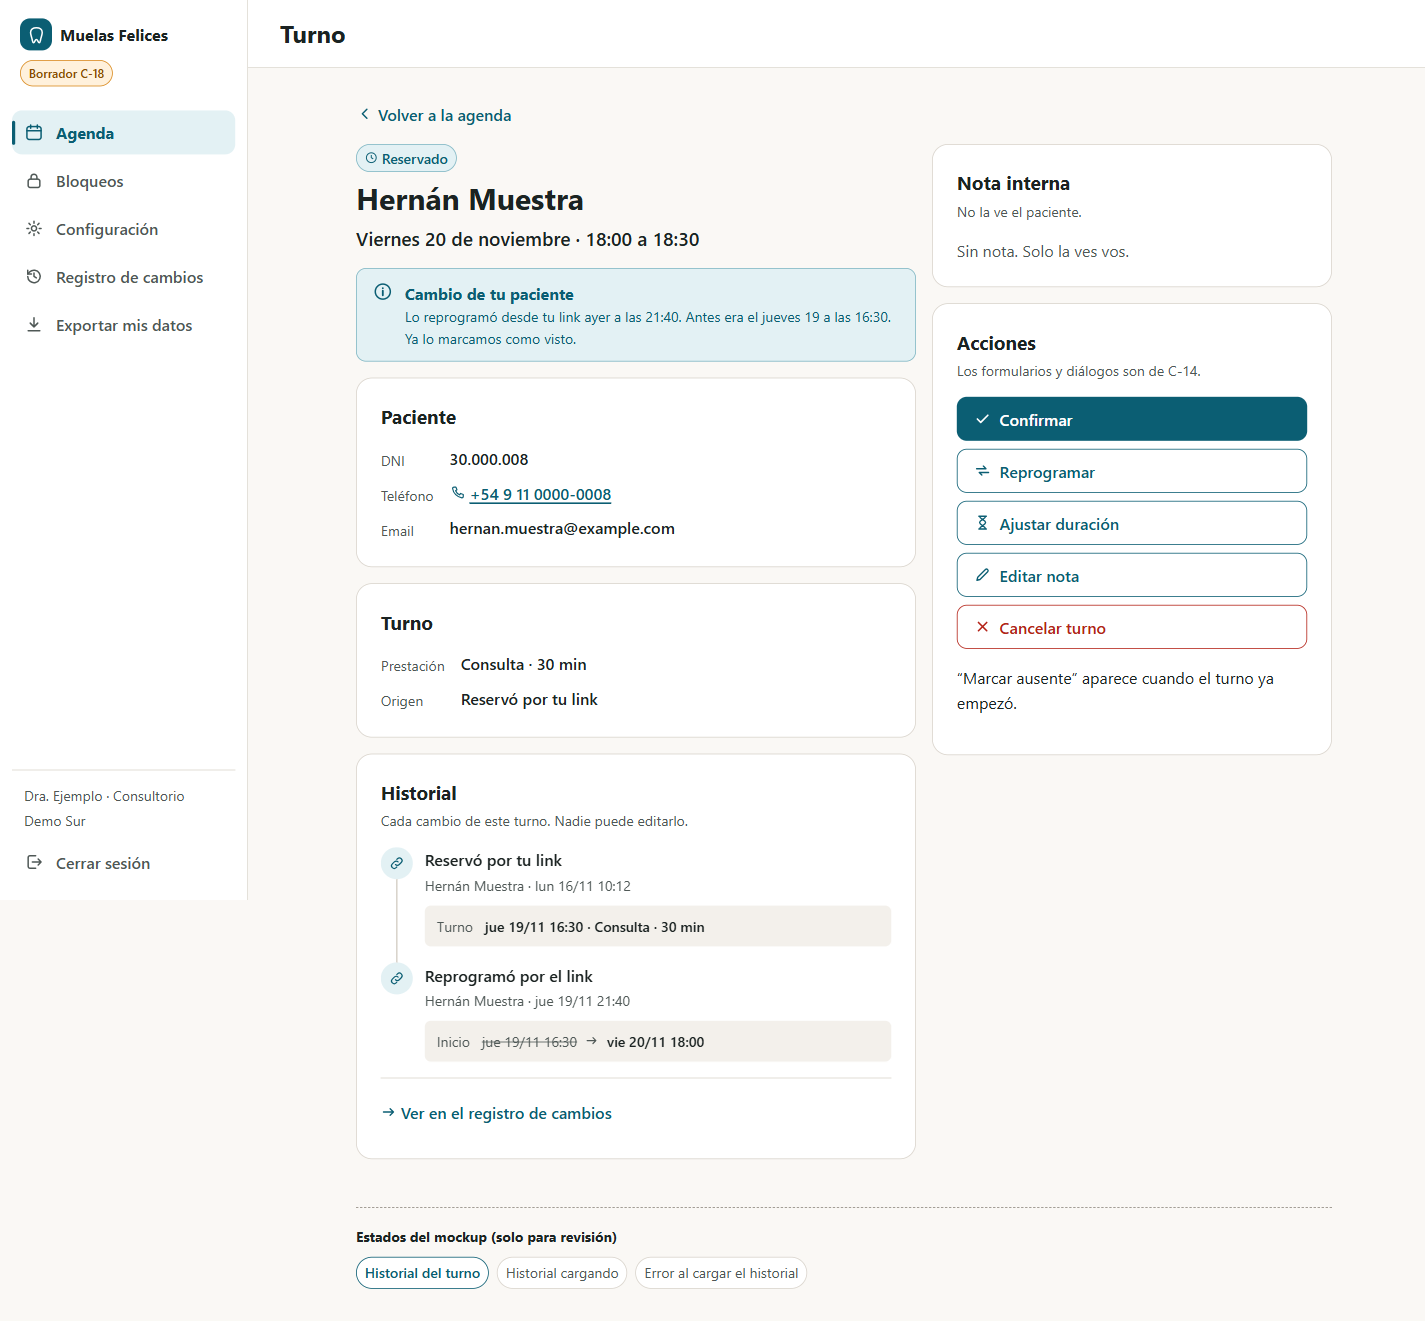 Muelas Felices
Borrador C-18
Agenda
Bloqueos
Configuración
Registro de cambios
Exportar mis datos
Dra. Ejemplo · Consultorio
Demo Sur
Cerrar sesión
Turno
Volver a la agenda
Reservado
Hernán Muestra
Viernes 20 de noviembre · 18:00 a 18:30
Cambio de tu paciente
Lo reprogramó desde tu link ayer a las 21:40. Antes era el jueves 19 a las 16:30.
Ya lo marcamos como visto.
Paciente
DNI 30.000.008
Teléfono +54 9 11 0000-0008
Email hernan.muestra@example.com
Turno
Prestación Consulta · 30 min
Origen Reservó por tu link
Historial
Cada cambio de este turno. Nadie puede editarlo.
Reservó por tu link
Hernán Muestra · lun 16/11 10:12
Turno jue 19/11 16:30 · Consulta · 30 min
Reprogramó por el link
Hernán Muestra · jue 19/11 21:40
Inicio jue 19/11 16:30 → vie 20/11 18:00
→ Ver en el registro de cambios
Nota interna
No la ve el paciente.
Sin nota. Solo la ves vos.
Acciones
Los formularios y diálogos son de C-14.
Confirmar
Reprogramar
Ajustar duración
Editar nota
Cancelar turno
“Marcar ausente” aparece cuando el turno ya
empezó.
Estados del mockup (solo para revisión)
Historial del turno
Historial cargando
Error al cargar el historial